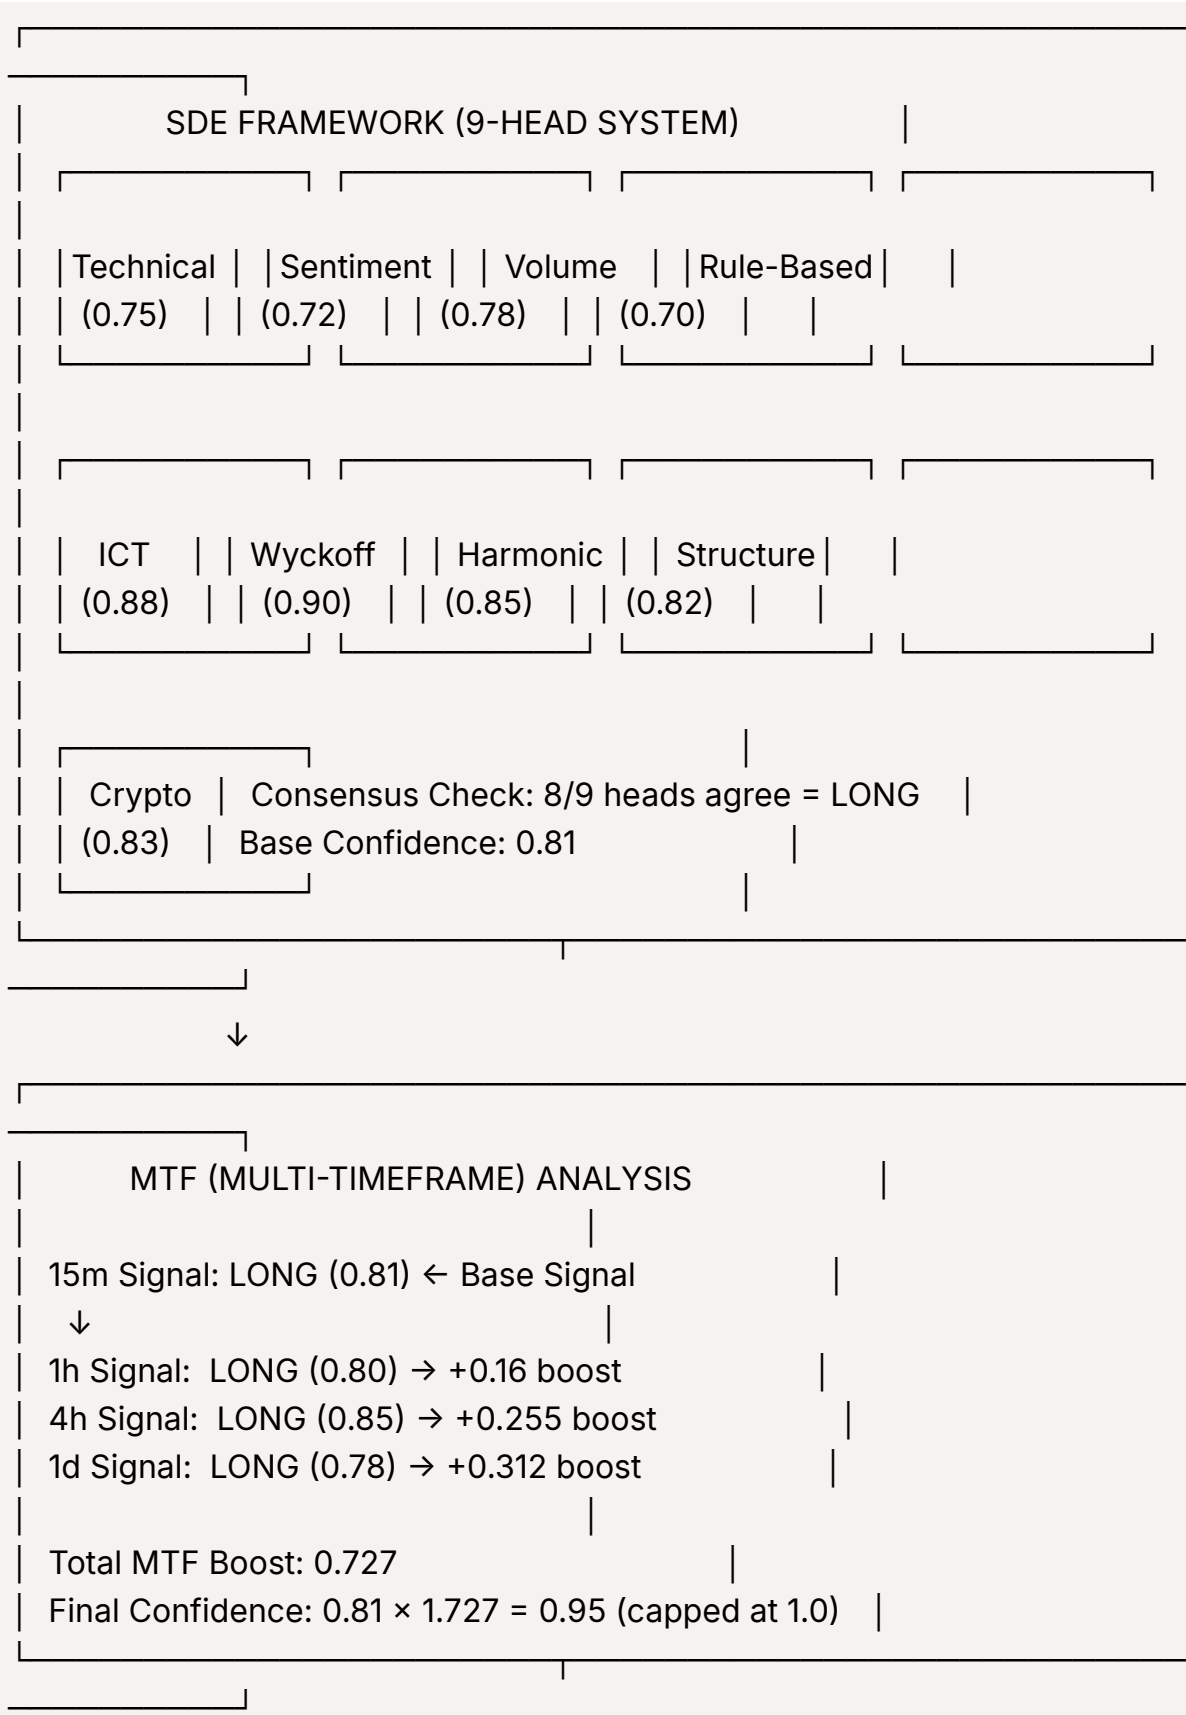 SDE FRAMEWORK (9-HEAD SYSTEM)
│Technical │ │Sentiment │ │ Volume │ │Rule-Based│
│ (0.75) │ │ (0.72) │ │ (0.78) │ │ (0.70) │
│ ICT │ │ Wyckoff │ │ Harmonic │ │ Structure│
│ (0.88) │ │ (0.90) │ │ (0.85) │ │ (0.82) │
│ Crypto │ Consensus Check: 8/9 heads agree = LONG
│ (0.83) │ Base Confidence: 0.81
↓
MTF (MULTI-TIMEFRAME) ANALYSIS
15m Signal: LONG (0.81) ← Base Signal
↓
1h Signal: LONG (0.80) → +0.16 boost
4h Signal: LONG (0.85) → +0.255 boost
1d Signal: LONG (0.78) → +0.312 boost
Total MTF Boost: 0.727
Final Confidence: 0.81 × 1.727 = 0.95 (capped at 1.0)